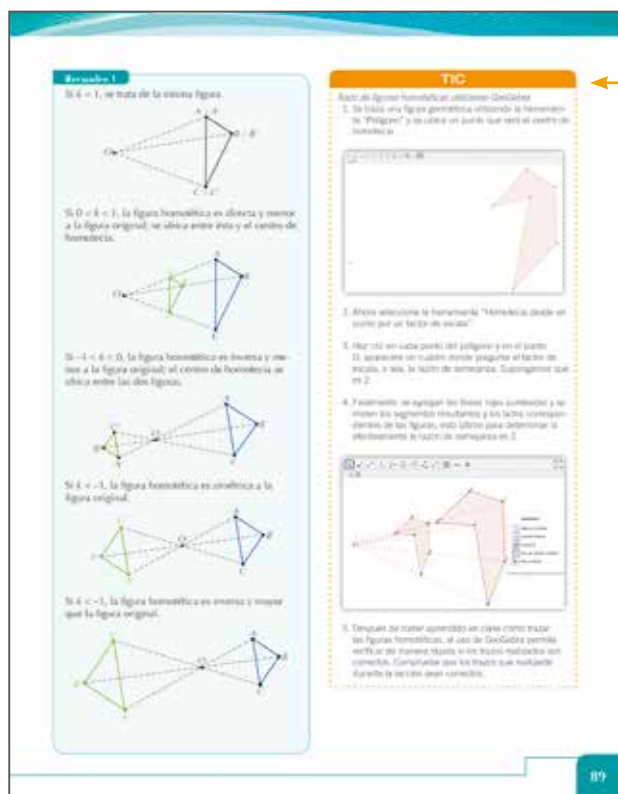 Recuadro 1
Si k = 1, se trata de la misma figura.
Si 0 < k < 1, la figura homotética es directa y menor
a la figura original; se ubica entre ésta y el centro de
homotecia.
Si −1 < k < 0, la figura homotética es inversa y me-
nor a la figura original; el centro de homotecia se
ubica entre las dos figuras.
Si k < −1, la figura homotética es simétrica a la
figura original.
Si k < −1, la figura homotética es inversa y mayor
que la figura original.
TIC
Trazo de figuras homotéticas utilizando GeoGebra
1. Se traza una figura geométrica utilizando la herramien-
ta "Polígono" y se ubica un punto que será el centro de
homotecia.
2. Ahora selecciona la herramienta "Homotecia desde un
punto por un factor de escala".
3. Haz clic en cada punto del polígono y en el punto
O, aparecerá un cuadro donde pregunta el factor de
escala, o sea, la razón de semejanza. Supongamos que
es 2.
4. Finalmente, se agregan las líneas rojas punteadas y se
miden los segmentos resultantes y los lados correspon-
dientes de las figuras, esto último para determinar si
efectivamente la razón de semejanza es 2.
5. Después de haber aprendido en clase cómo trazar
las figuras homotéticas, el uso de GeoGebra permite
verificar de manera rápida si los trazos realizados son
correctos. Comprueba que los trazos que realizaste
durante la lección sean correctos.
89